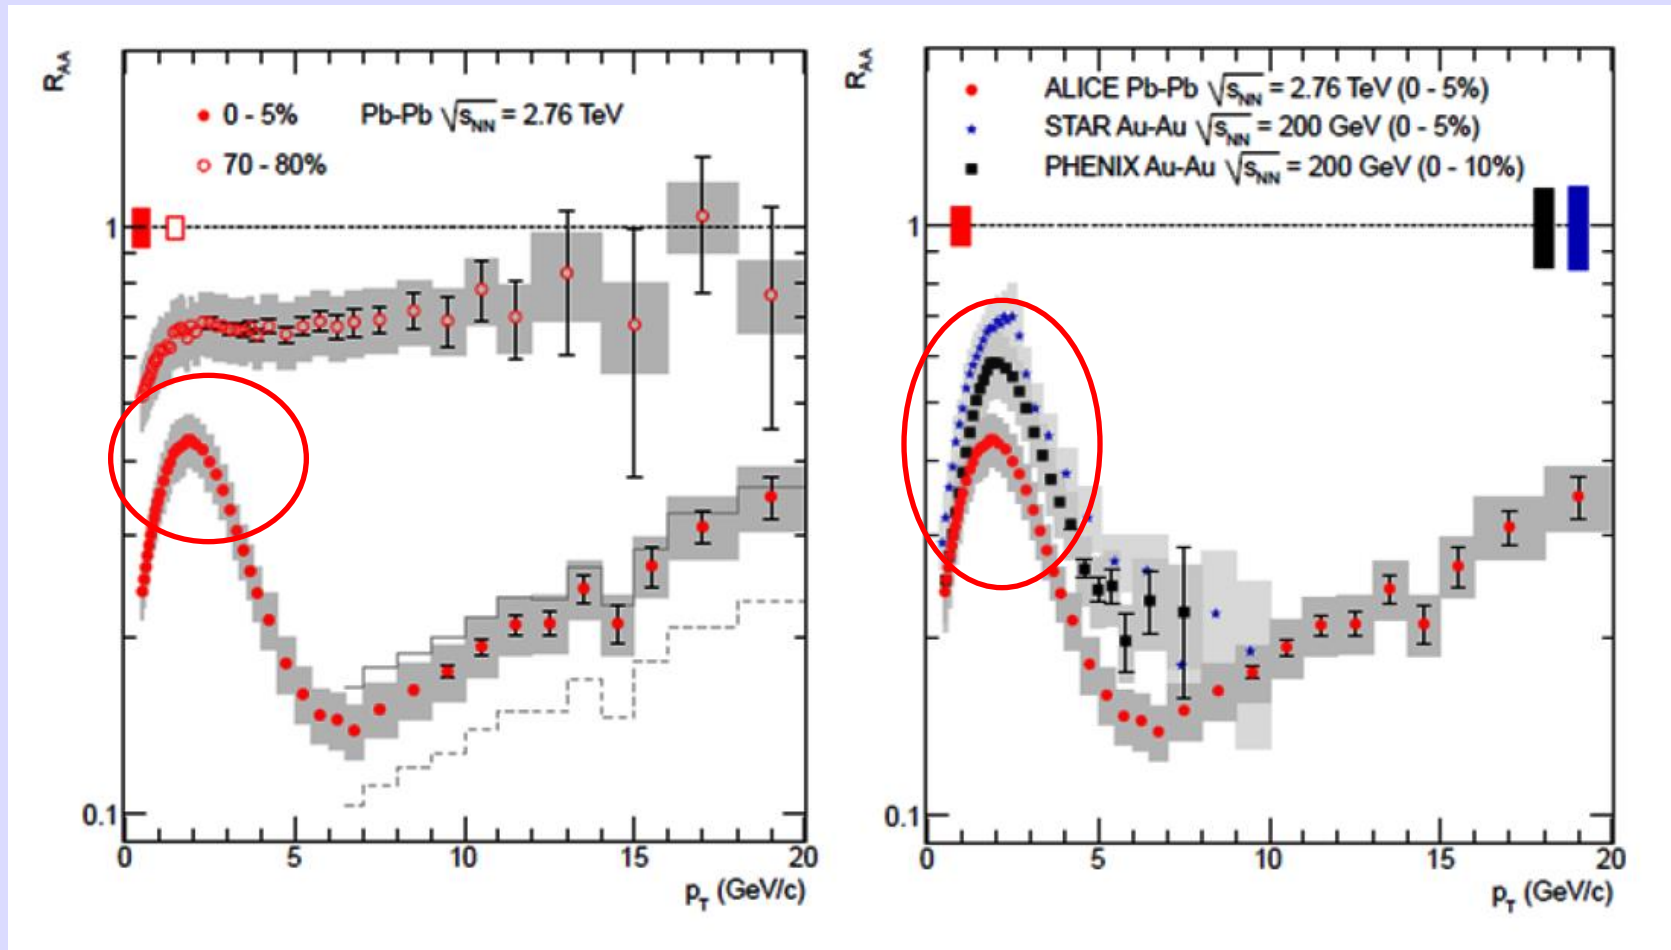 R_AA
0 - 5% Pb-Pb √s_NN = 2.76 TeV
70 - 80%
1
0.1
0 5 10 15 20
p_T (GeV/c)
R_AA
ALICE Pb-Pb √s_NN = 2.76 TeV (0 - 5%)
STAR Au-Au √s_NN = 200 GeV (0 - 5%)
PHENIX Au-Au √s_NN = 200 GeV (0 - 10%)
1
0.1
0 5 10 15 20
p_T (GeV/c)